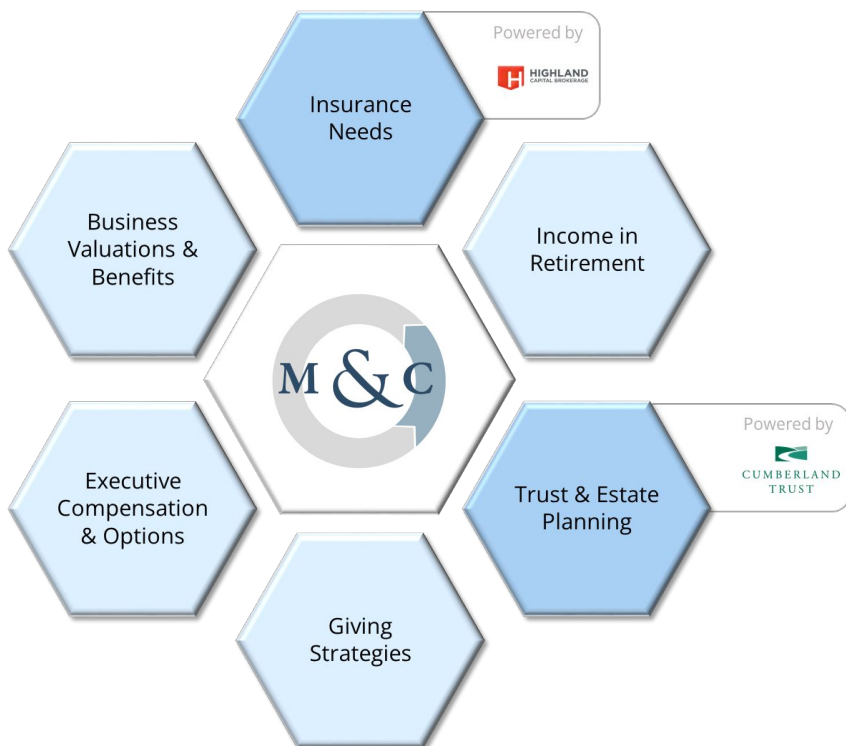 Powered by
HIGHLAND
CAPITAL BROKERAGE
Insurance
Needs
Business
Valuations &
Benefits
Income in
Retirement
M & C
Executive
Compensation
& Options
Trust & Estate
Planning
Powered by
CUMBERLAND
TRUST
Giving
Strategies